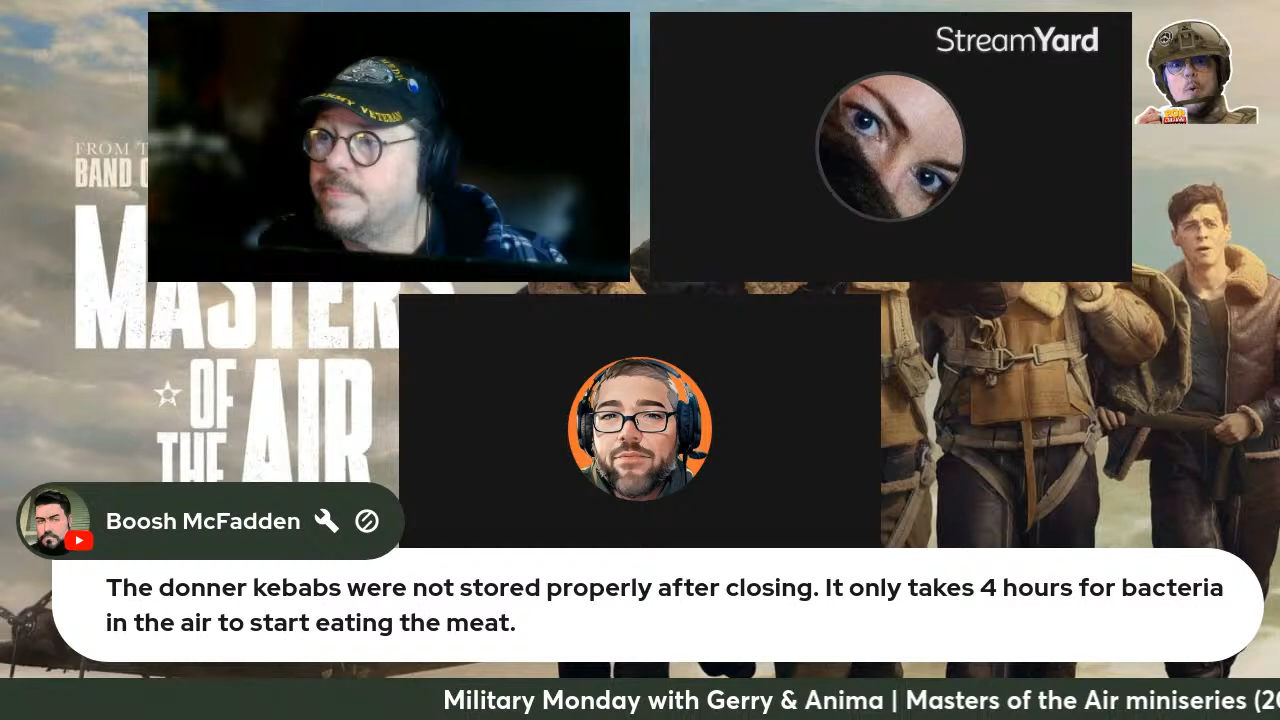 StreamYard
FROM T
BAND O
MASTERS
OF
THE AIR
ARMY VETERAN
Boosh McFadden
The donner kebabs were not stored properly after closing. It only takes 4 hours for bacteria
in the air to start eating the meat.
Military Monday with Gerry & Anima | Masters of the Air miniseries (20